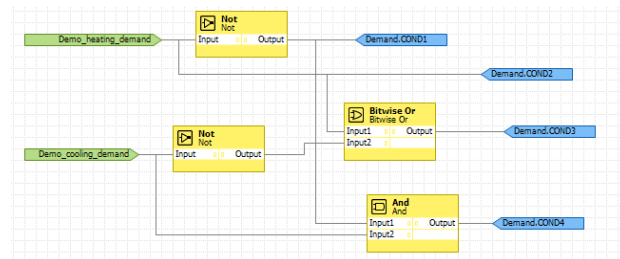 Not
Not
Demo_heating_demand
Input
Output
Demand.COND1
Demand.COND2
Bitwise Or
Bitwise Or
Input1
Output
Demand.COND3
Input2
Not
Not
Demo_cooling_demand
Input
Output
And
And
Input1
Output
Demand.COND4
Input2